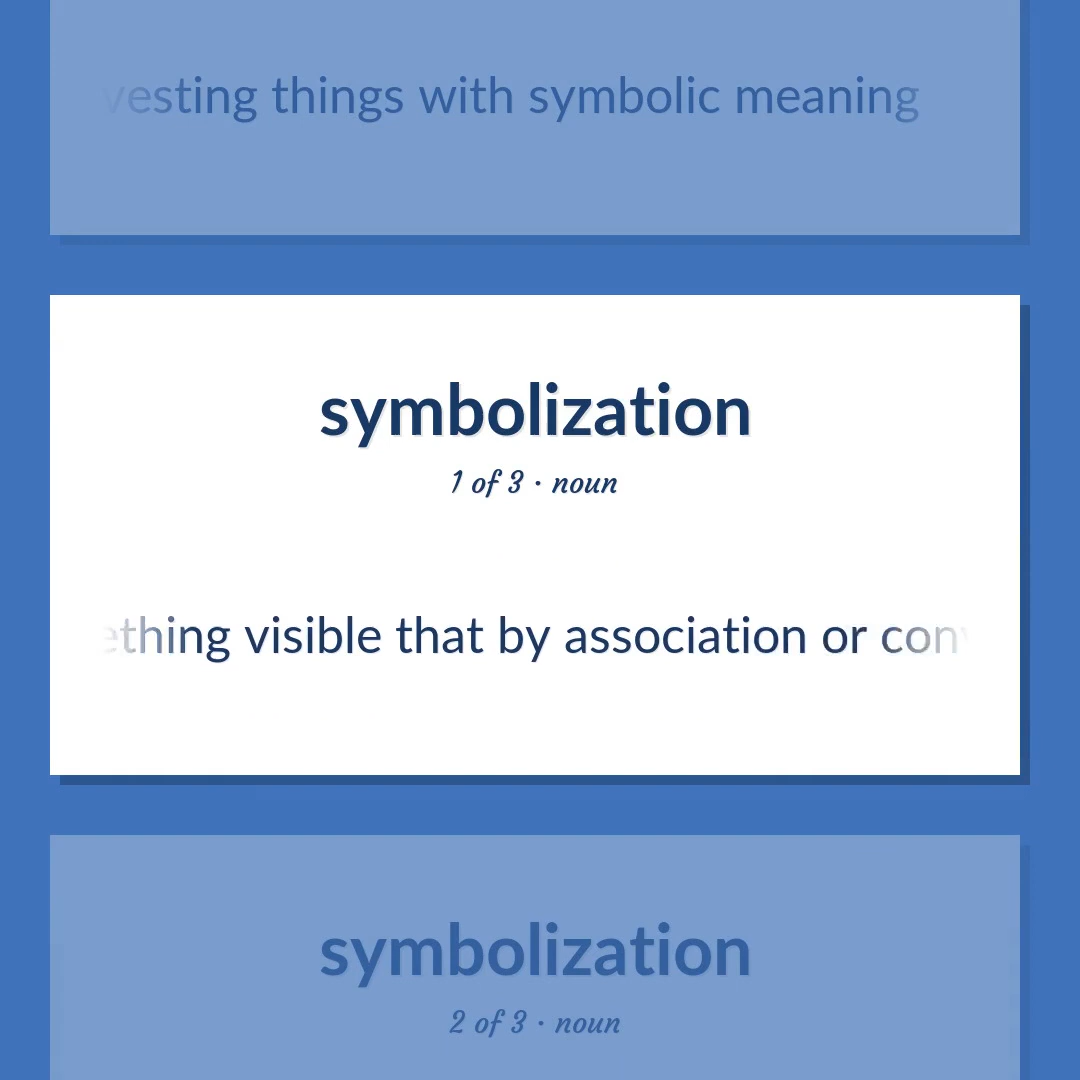 vesting things with symbolic meaning
symbolization
1 of 3 · noun
ething visible that by association or conv
symbolization
2 of 3 · noun